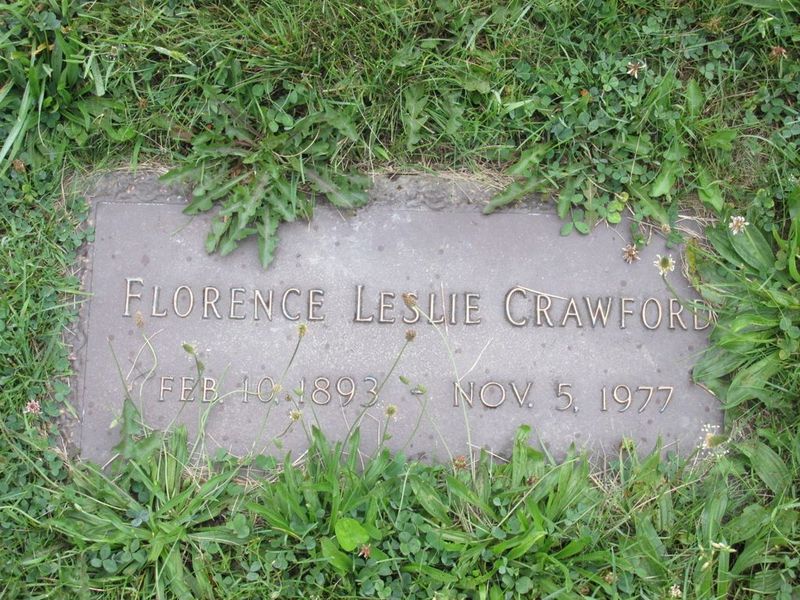 FLORENCE LESLIE CRAWFORD
FEB. 10. 1893 - NOV. 5. 1977